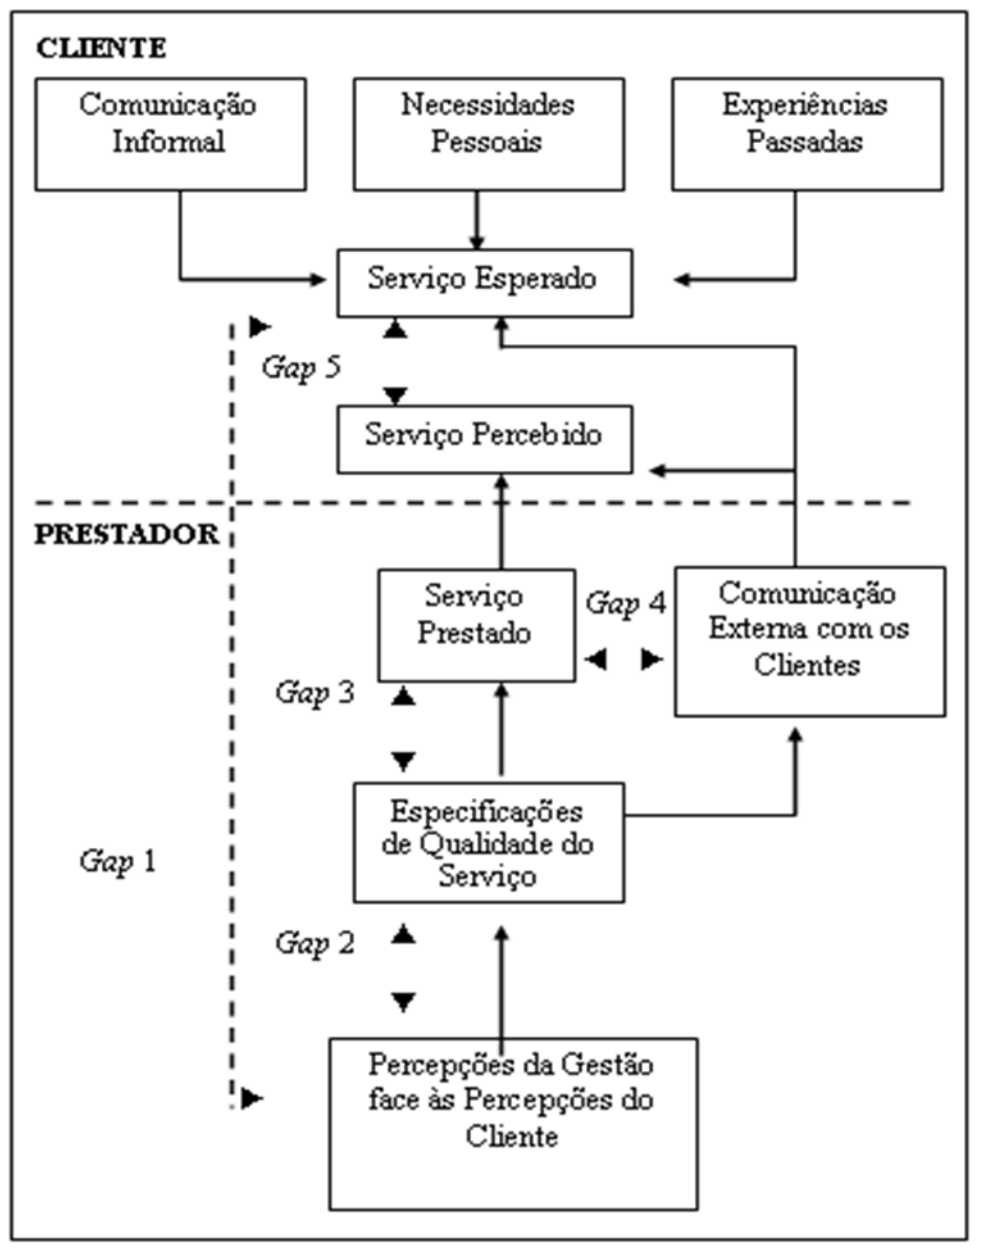 CLIENTE
Comunicação
Informal
Necessidades
Pessoais
Experiências
Passadas
Serviço Esperado
Gap 5
Serviço Percebido
PRESTADOR
Serviço
Prestado
Gap 4
Comunicação
Externa com os
Clientes
Gap 3
Especificações
de Qualidade do
Serviço
Gap 1
Gap 2
Percepções da Gestão
face às Percepções do
Cliente